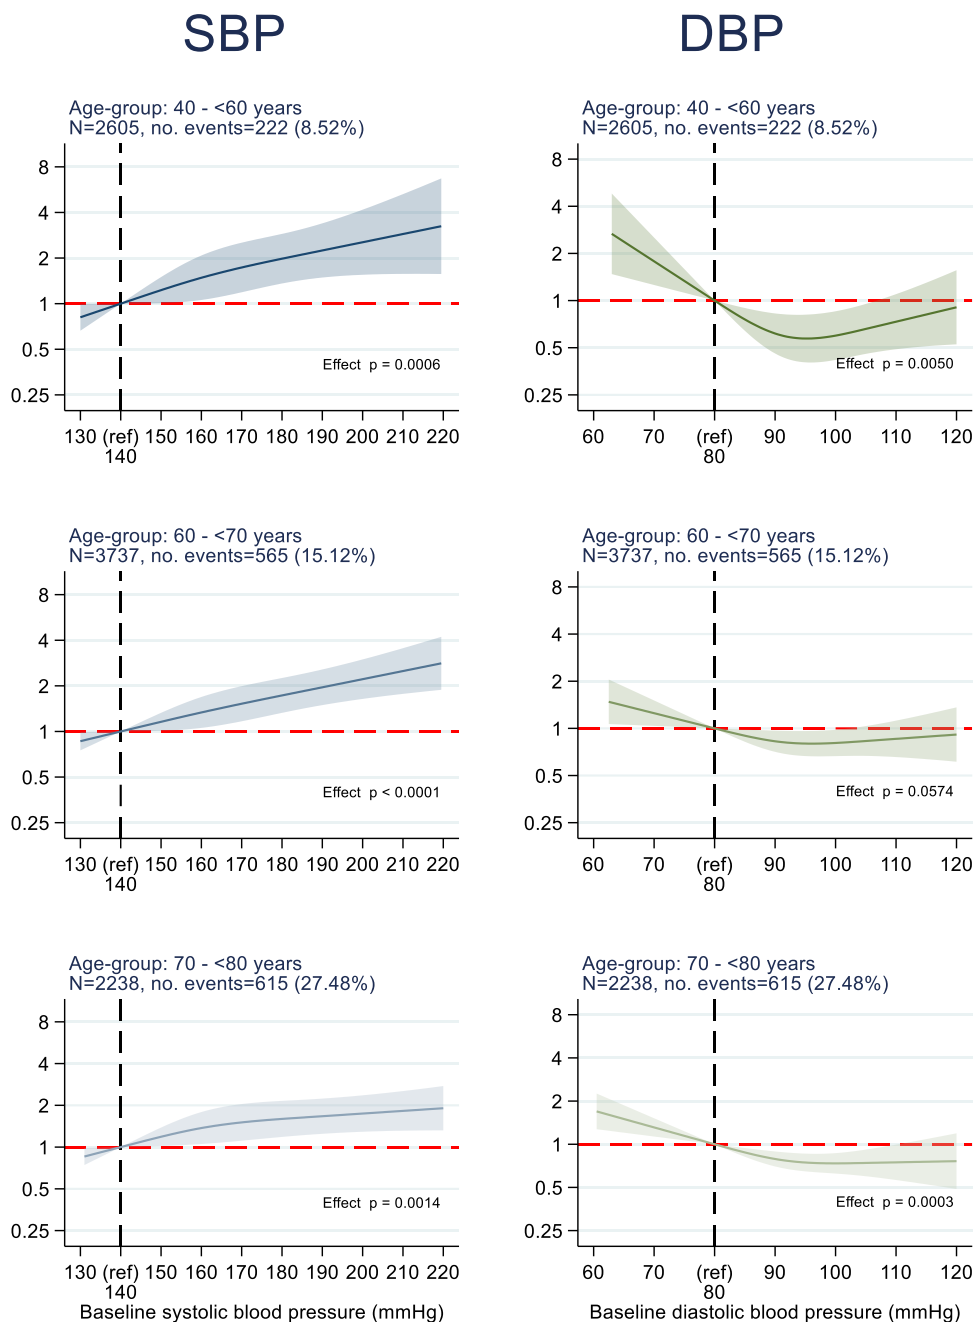 SBP
DBP
Age-group: 40 - <60 years
N=2605, no. events=222 (8.52%)
8
4
2
1
0.5
0.25
Effect p = 0.0006
130 (ref) 150 160 170 180 190 200 210 220
140
Age-group: 40 - <60 years
N=2605, no. events=222 (8.52%)
8
4
2
1
0.5
0.25
Effect p = 0.0050
60 70 (ref) 90 100 110 120
80
Age-group: 60 - <70 years
N=3737, no. events=565 (15.12%)
8
4
2
1
0.5
0.25
Effect p < 0.0001
130 (ref) 150 160 170 180 190 200 210 220
140
Age-group: 60 - <70 years
N=3737, no. events=565 (15.12%)
8
4
2
1
0.5
0.25
Effect p = 0.0574
60 70 (ref) 90 100 110 120
80
Age-group: 70 - <80 years
N=2238, no. events=615 (27.48%)
8
4
2
1
0.5
0.25
Effect p = 0.0014
130 (ref) 150 160 170 180 190 200 210 220
140
Baseline systolic blood pressure (mmHg)
Age-group: 70 - <80 years
N=2238, no. events=615 (27.48%)
8
4
2
1
0.5
0.25
Effect p = 0.0003
60 70 (ref) 90 100 110 120
80
Baseline diastolic blood pressure (mmHg)